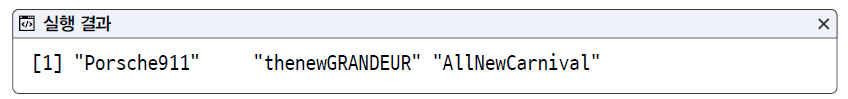 실행 결과
[1] "Porsche911"     "thenewGRANDEUR" "AllNewCarnival"